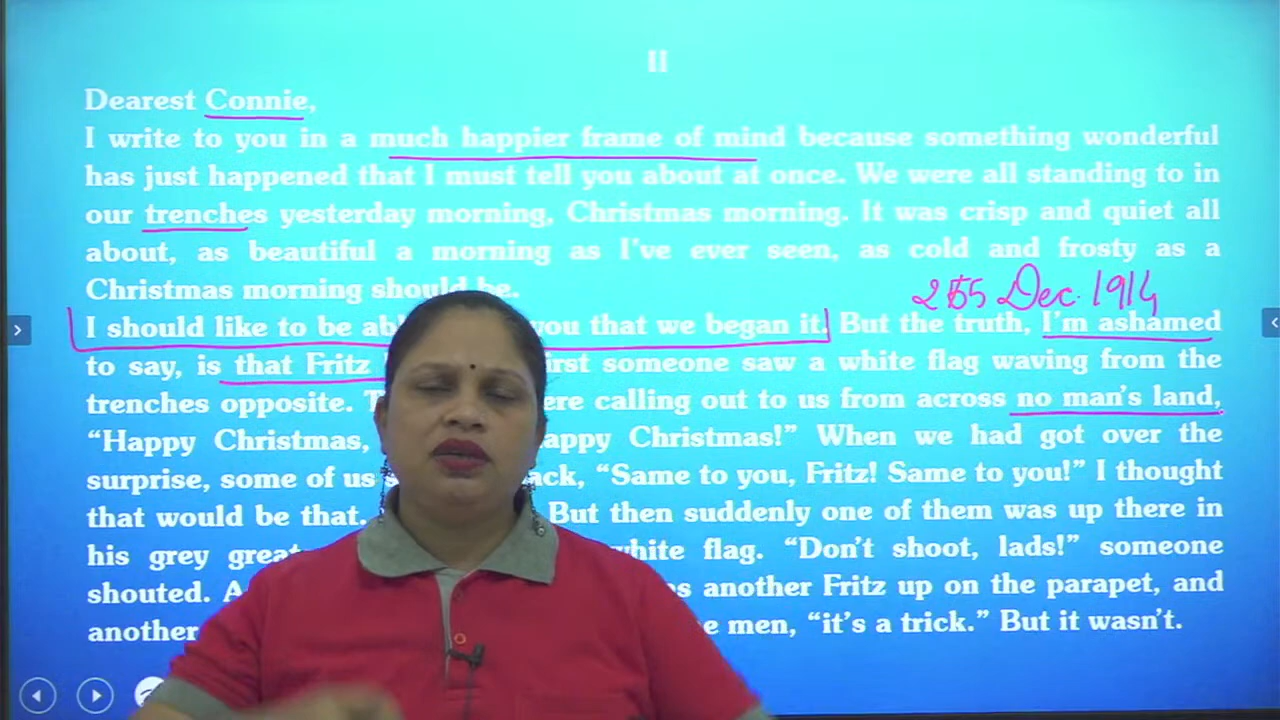 II
Dearest Connie,
I write to you in a much happier frame of mind because something wonderful
has just happened that I must tell you about at once. We were all standing to in
our trenches yesterday morning, Christmas morning. It was crisp and quiet all
about, as beautiful a morning as I've ever seen, as cold and frosty as a
Christmas morning should be.
25 Dec 1914
I should like to be you that we began it. But the truth, I'm ashamed
to say, is that Fritz first someone saw a white flag waving from the
trenches opposite. calling out to us from across no man's land,
“Happy Christmas, Happy Christmas!” When we had got over the
surprise, some of us back, “Same to you, Fritz! Same to you!” I thought
that would be that. But then suddenly one of them was up there in
his grey white flag. “Don't shoot, lads!” someone
shouted. another Fritz up on the parapet, and
another men, “it's a trick.” But it wasn't.